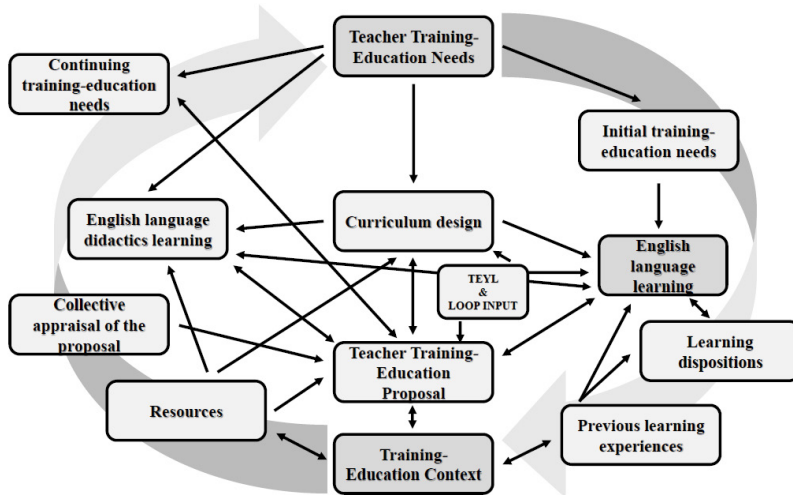 Teacher Training-
Education Needs
Continuing
training-education
needs
Initial training-
education needs
English language
didactics learning
Curriculum design
English
language
learning
TEYL
&
LOOP INPUT
Collective
appraisal of the
proposal
Teacher Training-
Education
Proposal
Learning
dispositions
Resources
Previous learning
experiences
Training-
Education Context